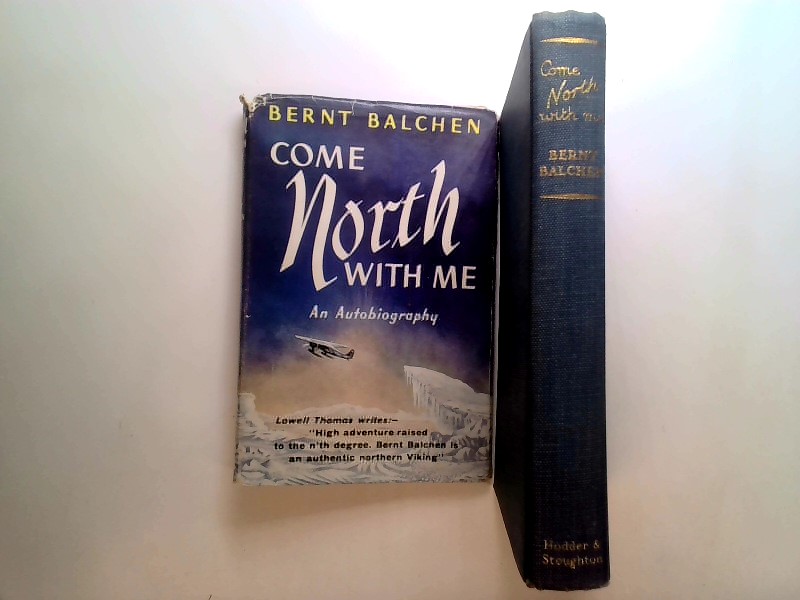 BERNT BALCHEN
COME
North
WITH ME
An Autobiography
Lowell Thomas writes:-
"High adventure raised
to the n'th degree. Bernt Balchen is
an authentic northern Viking"
Come
North
with me
BERNT
BALCHEN
Hodder &
Stoughton